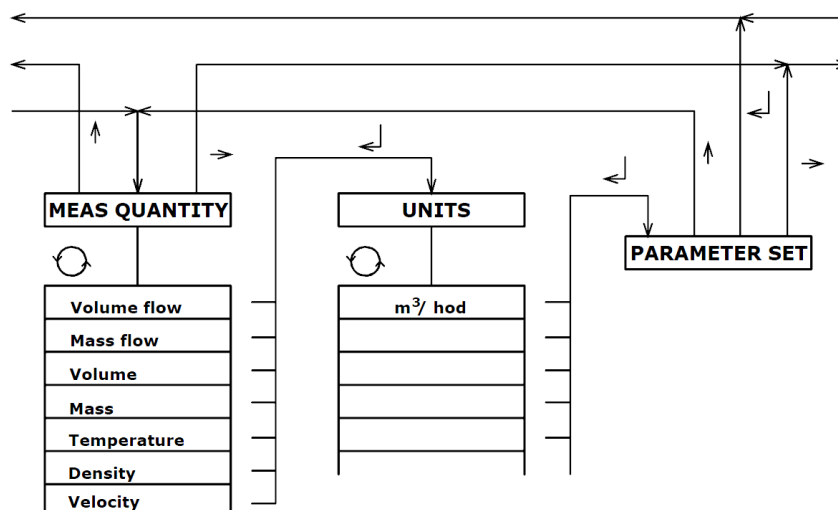 MEAS QUANTITY
UNITS
PARAMETER SET
Volume flow
m³/ hod
Mass flow
Volume
Mass
Temperature
Density
Velocity